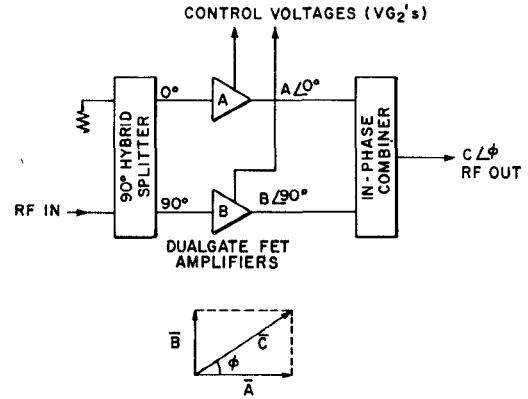 CONTROL VOLTAGES (VG₂'s)
0°
A
A∠0°
90° HYBRID
SPLITTER
IN-PHASE
COMBINER
C∠φ
RF OUT
RF IN
90°
B
B∠90°
DUALGATE FET
AMPLIFIERS
B̅
C̅
φ
A̅